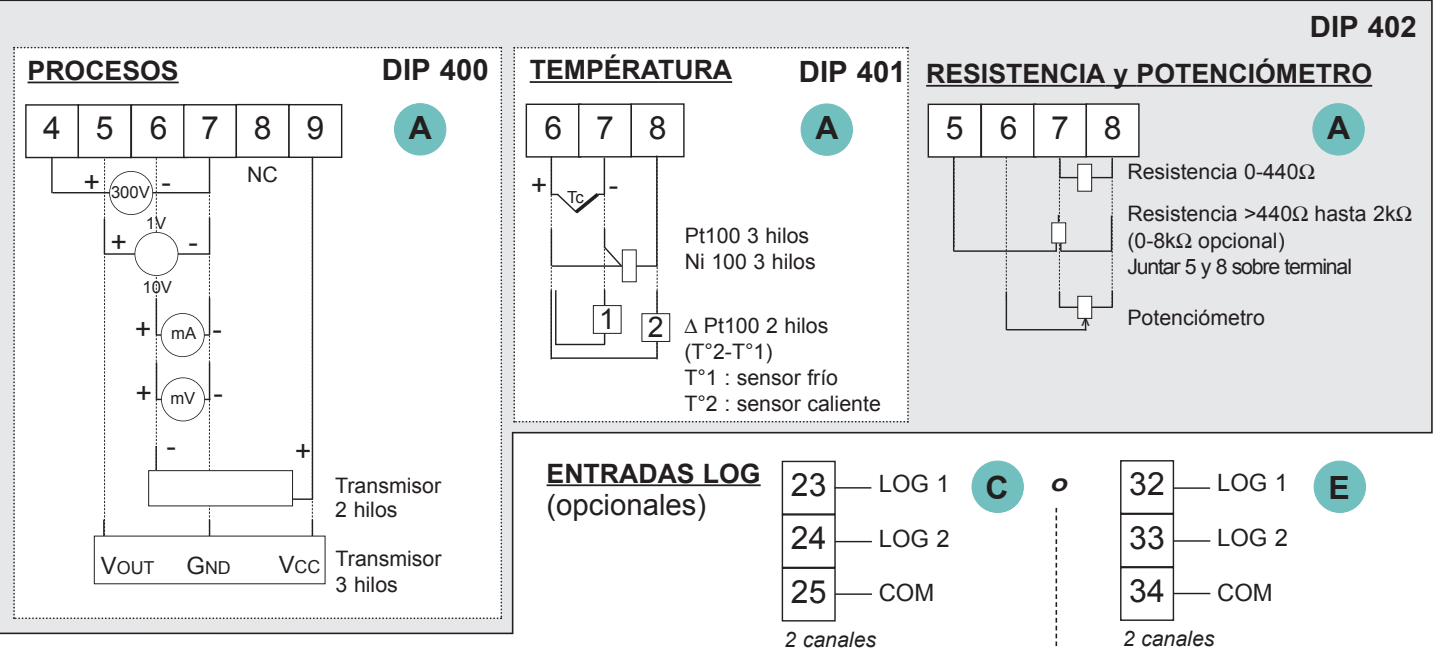 DIP 402
PROCESOS DIP 400
4 5 6 7 8 9 A
NC
+ 300V -
1V
+ -
10V
+ mA -
+ mV -
- +
Transmisor
2 hilos
VOUT GND VCC
Transmisor
3 hilos
TEMPÉRATURA DIP 401
6 7 8 A
+ Tc -
Pt100 3 hilos
Ni 100 3 hilos
1 2
Δ Pt100 2 hilos
(T°2-T°1)
T°1 : sensor frío
T°2 : sensor caliente
RESISTENCIA y POTENCIÓMETRO
5 6 7 8 A
Resistencia 0-440Ω
Resistencia >440Ω hasta 2kΩ
(0-8kΩ opcional)
Juntar 5 y 8 sobre terminal
Potenciómetro
ENTRADAS LOG
(opcionales)
23 LOG 1 C
24 LOG 2
25 COM
2 canales
o
32 LOG 1 E
33 LOG 2
34 COM
2 canales